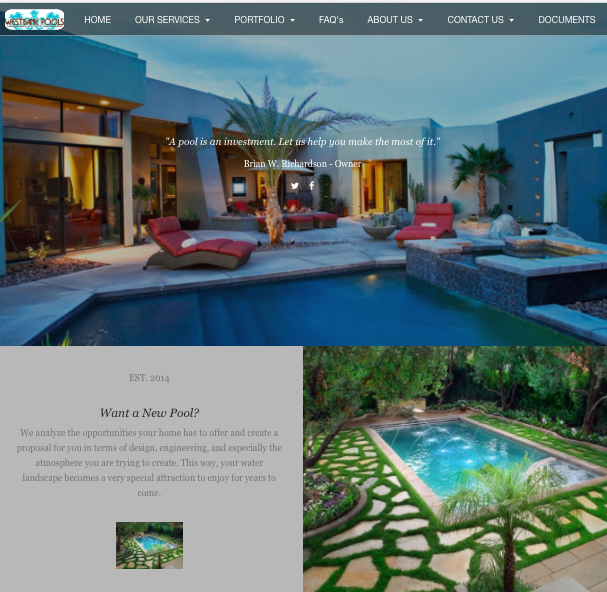 WESTBANK POOLS
HOME OUR SERVICES PORTFOLIO FAQ's ABOUT US CONTACT US DOCUMENTS
"A pool is an investment. Let us help you make the most of it."
Brian W. Richardson - Owner
EST. 2014
Want a New Pool?
We analyze the opportunities your home has to offer and create a
proposal for you in terms of design, engineering, and especially the
atmosphere you are trying to create. This way, your water
landscape becomes a very special attraction to enjoy for years to
come.